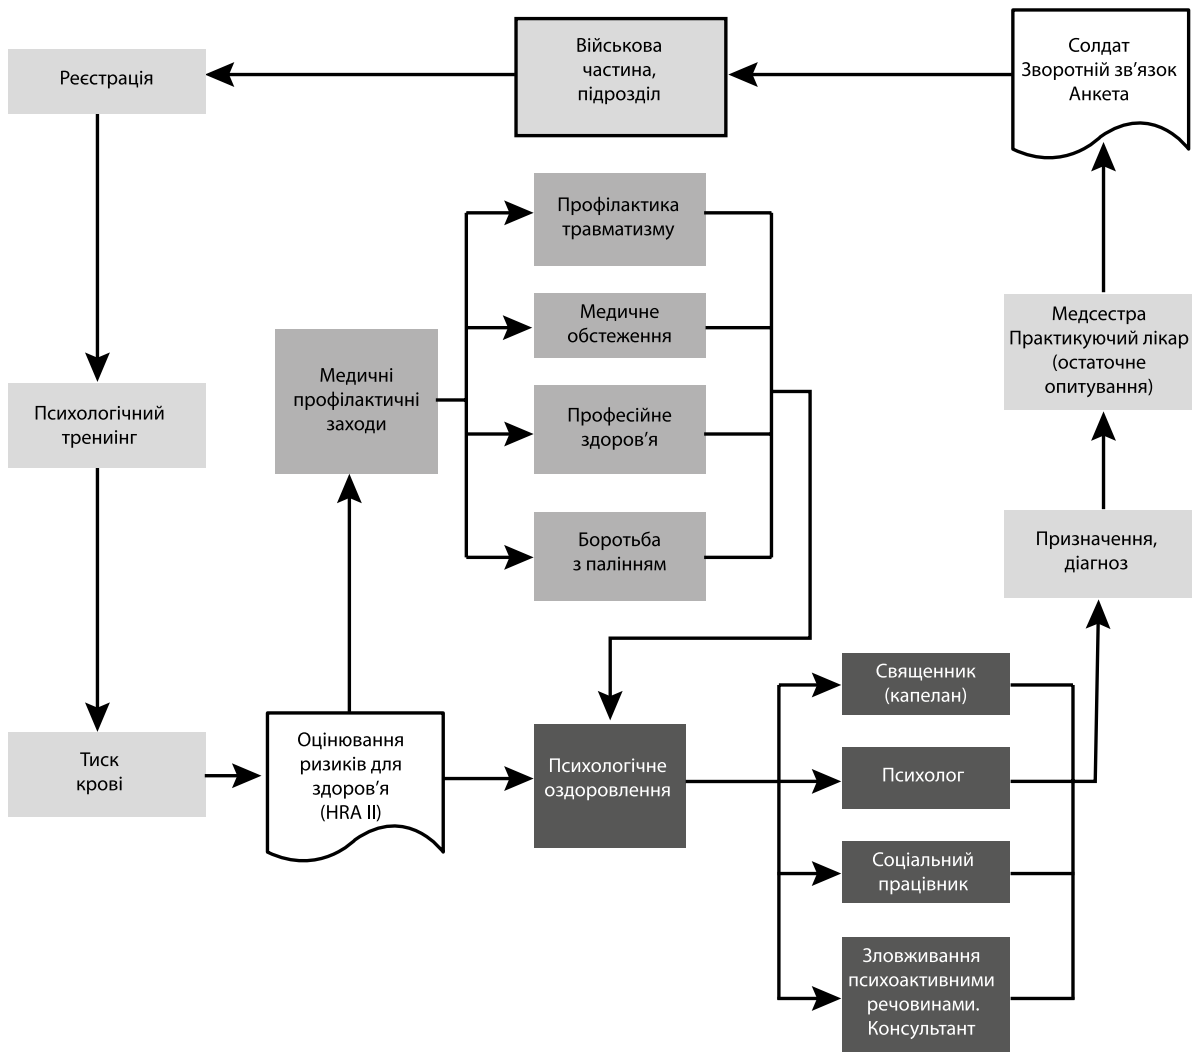 Реєстрація
Військова
частина,
підрозділ
Солдат
Зворотній зв’язок
Анкета
Профілактика
травматизму
Медичне
обстеження
Медичні
профілактичні
заходи
Професійне
здоров’я
Боротьба
з палінням
Медсестра
Практикуючий лікар
(остаточне
опитування)
Психологічний
трениінг
Призначення,
діагноз
Тиск
крові
Оцінювання
ризиків для
здоров’я
(HRA II)
Психологічне
оздоровлення
Священник
(капелан)
Психолог
Соціальний
працівник
Зловживання
психоактивними
речовинами.
Консультант